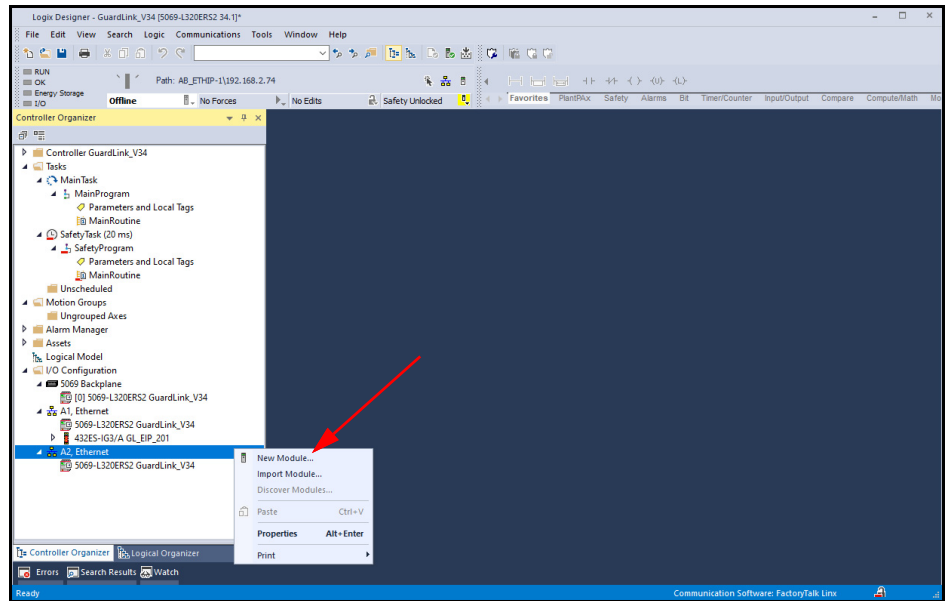 Logix Designer - GuardLink_V34 [5069-L320ERS2 34.1]*
File Edit View Search Logic Communications Tools Window Help
RUN
OK
Energy Storage
I/O
Path: AB_ETHIP-1\192.168.2.74
Offline No Forces No Edits Safety Unlocked
Favorites PlantPAx Safety Alarms Bit Timer/Counter Input/Output Compare Compute/Math Mo
Controller Organizer
Controller GuardLink_V34
Tasks
MainTask
MainProgram
Parameters and Local Tags
MainRoutine
SafetyTask (20 ms)
SafetyProgram
Parameters and Local Tags
MainRoutine
Unscheduled
Motion Groups
Ungrouped Axes
Alarm Manager
Assets
Logical Model
I/O Configuration
5069 Backplane
[0] 5069-L320ERS2 GuardLink_V34
A1, Ethernet
5069-L320ERS2 GuardLink_V34
432ES-IG3/A GL_EIP_201
A2, Ethernet
5069-L320ERS2 GuardLink_V34
New Module...
Import Module...
Discover Modules...
Paste Ctrl+V
Properties Alt+Enter
Print
Controller Organizer Logical Organizer
Errors Search Results Watch
Ready Communication Software: FactoryTalk Linx